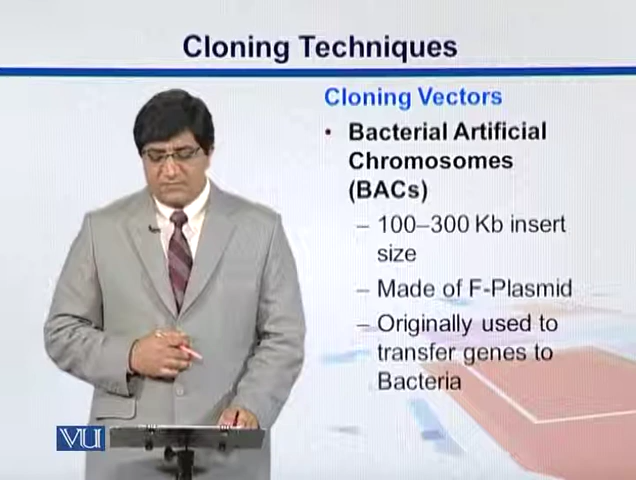 Cloning Techniques
Cloning Vectors
• Bacterial Artificial
Chromosomes
(BACs)
– 100–300 Kb insert
size
– Made of F-Plasmid
– Originally used to
transfer genes to
Bacteria
VU